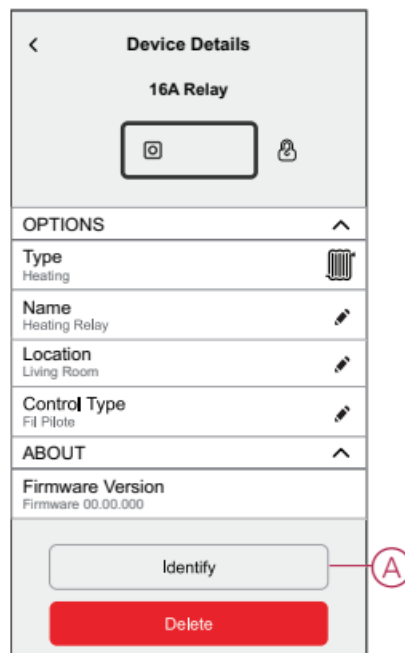 Device Details
16A Relay
OPTIONS
Type
Heating
Name
Heating Relay
Location
Living Room
Control Type
Fil Pilote
ABOUT
Firmware Version
Firmware 00.00.000
Identify
A
Delete